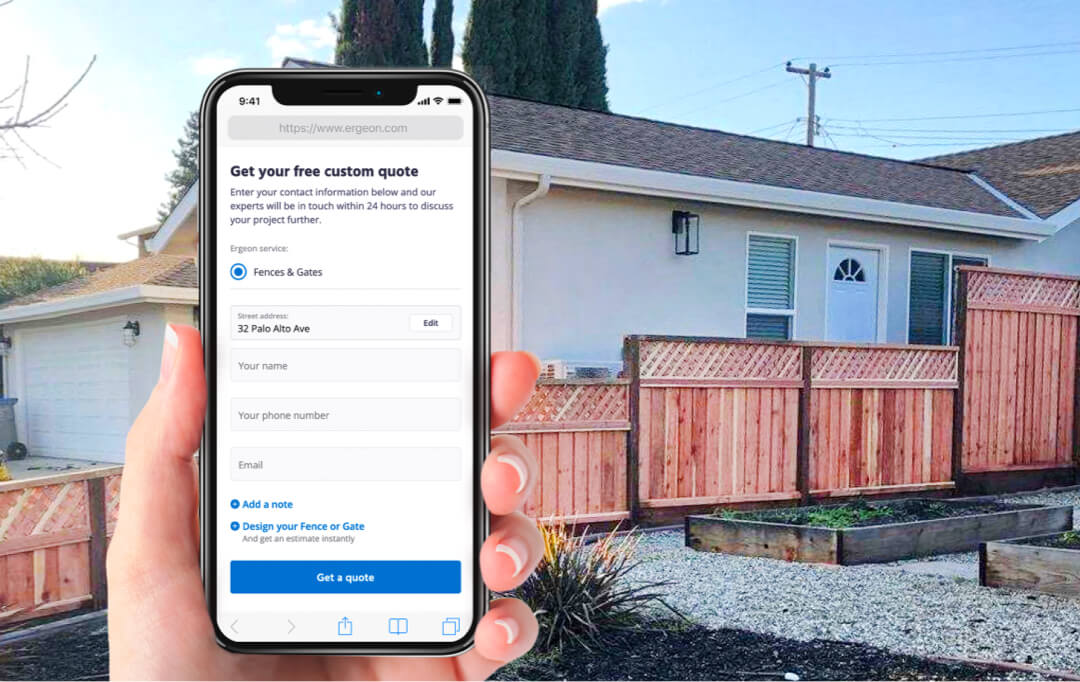 9:41
https://www.ergeon.com
Get your free custom quote
Enter your contact information below and our
experts will be in touch within 24 hours to discuss
your project further.
Ergeon service:
Fences & Gates
Street address:
32 Palo Alto Ave
Edit
Your name
Your phone number
Email
Add a note
Design your Fence or Gate
And get an estimate instantly
Get a quote